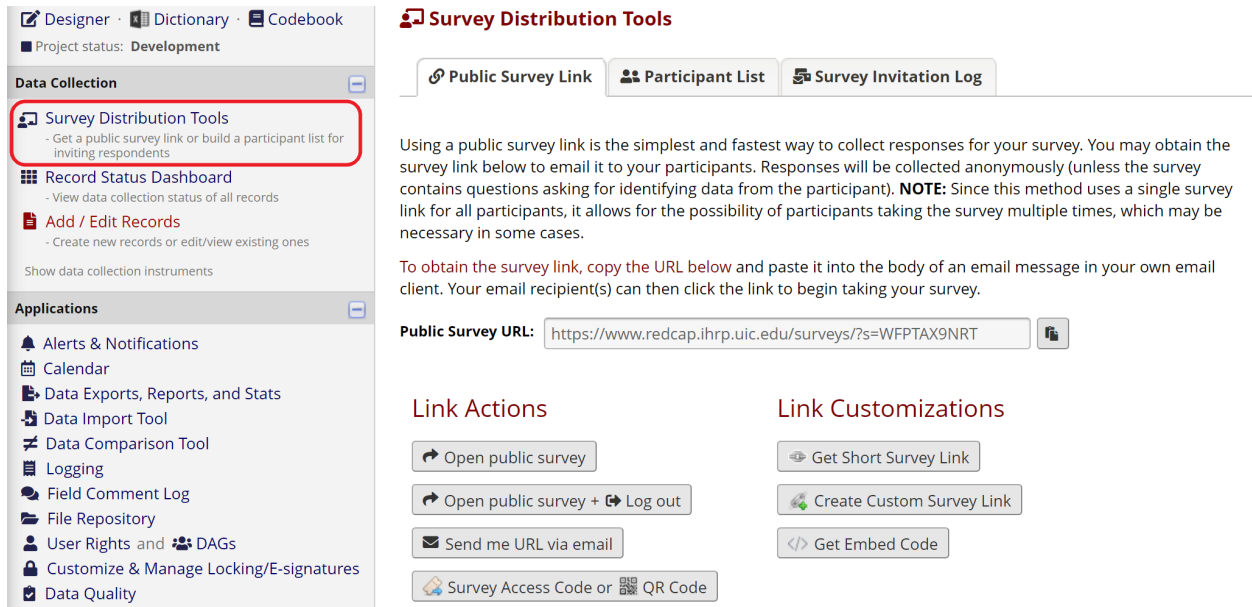 Designer · Dictionary · Codebook
Project status: Development
Data Collection
Survey Distribution Tools
- Get a public survey link or build a participant list for
inviting respondents
Record Status Dashboard
- View data collection status of all records
Add / Edit Records
- Create new records or edit/view existing ones
Show data collection instruments
Applications
Alerts & Notifications
Calendar
Data Exports, Reports, and Stats
Data Import Tool
Data Comparison Tool
Logging
Field Comment Log
File Repository
User Rights and DAGs
Customize & Manage Locking/E-signatures
Data Quality
Survey Distribution Tools
Public Survey Link
Participant List
Survey Invitation Log
Using a public survey link is the simplest and fastest way to collect responses for your survey. You may obtain the
survey link below to email it to your participants. Responses will be collected anonymously (unless the survey
contains questions asking for identifying data from the participant). NOTE: Since this method uses a single survey
link for all participants, it allows for the possibility of participants taking the survey multiple times, which may be
necessary in some cases.
To obtain the survey link, copy the URL below and paste it into the body of an email message in your own email
client. Your email recipient(s) can then click the link to begin taking your survey.
Public Survey URL: https://www.redcap.ihrp.uic.edu/surveys/?s=WFPTAX9NRT
Link Actions
Open public survey
Open public survey + Log out
Send me URL via email
Survey Access Code or QR Code
Link Customizations
Get Short Survey Link
Create Custom Survey Link
</> Get Embed Code